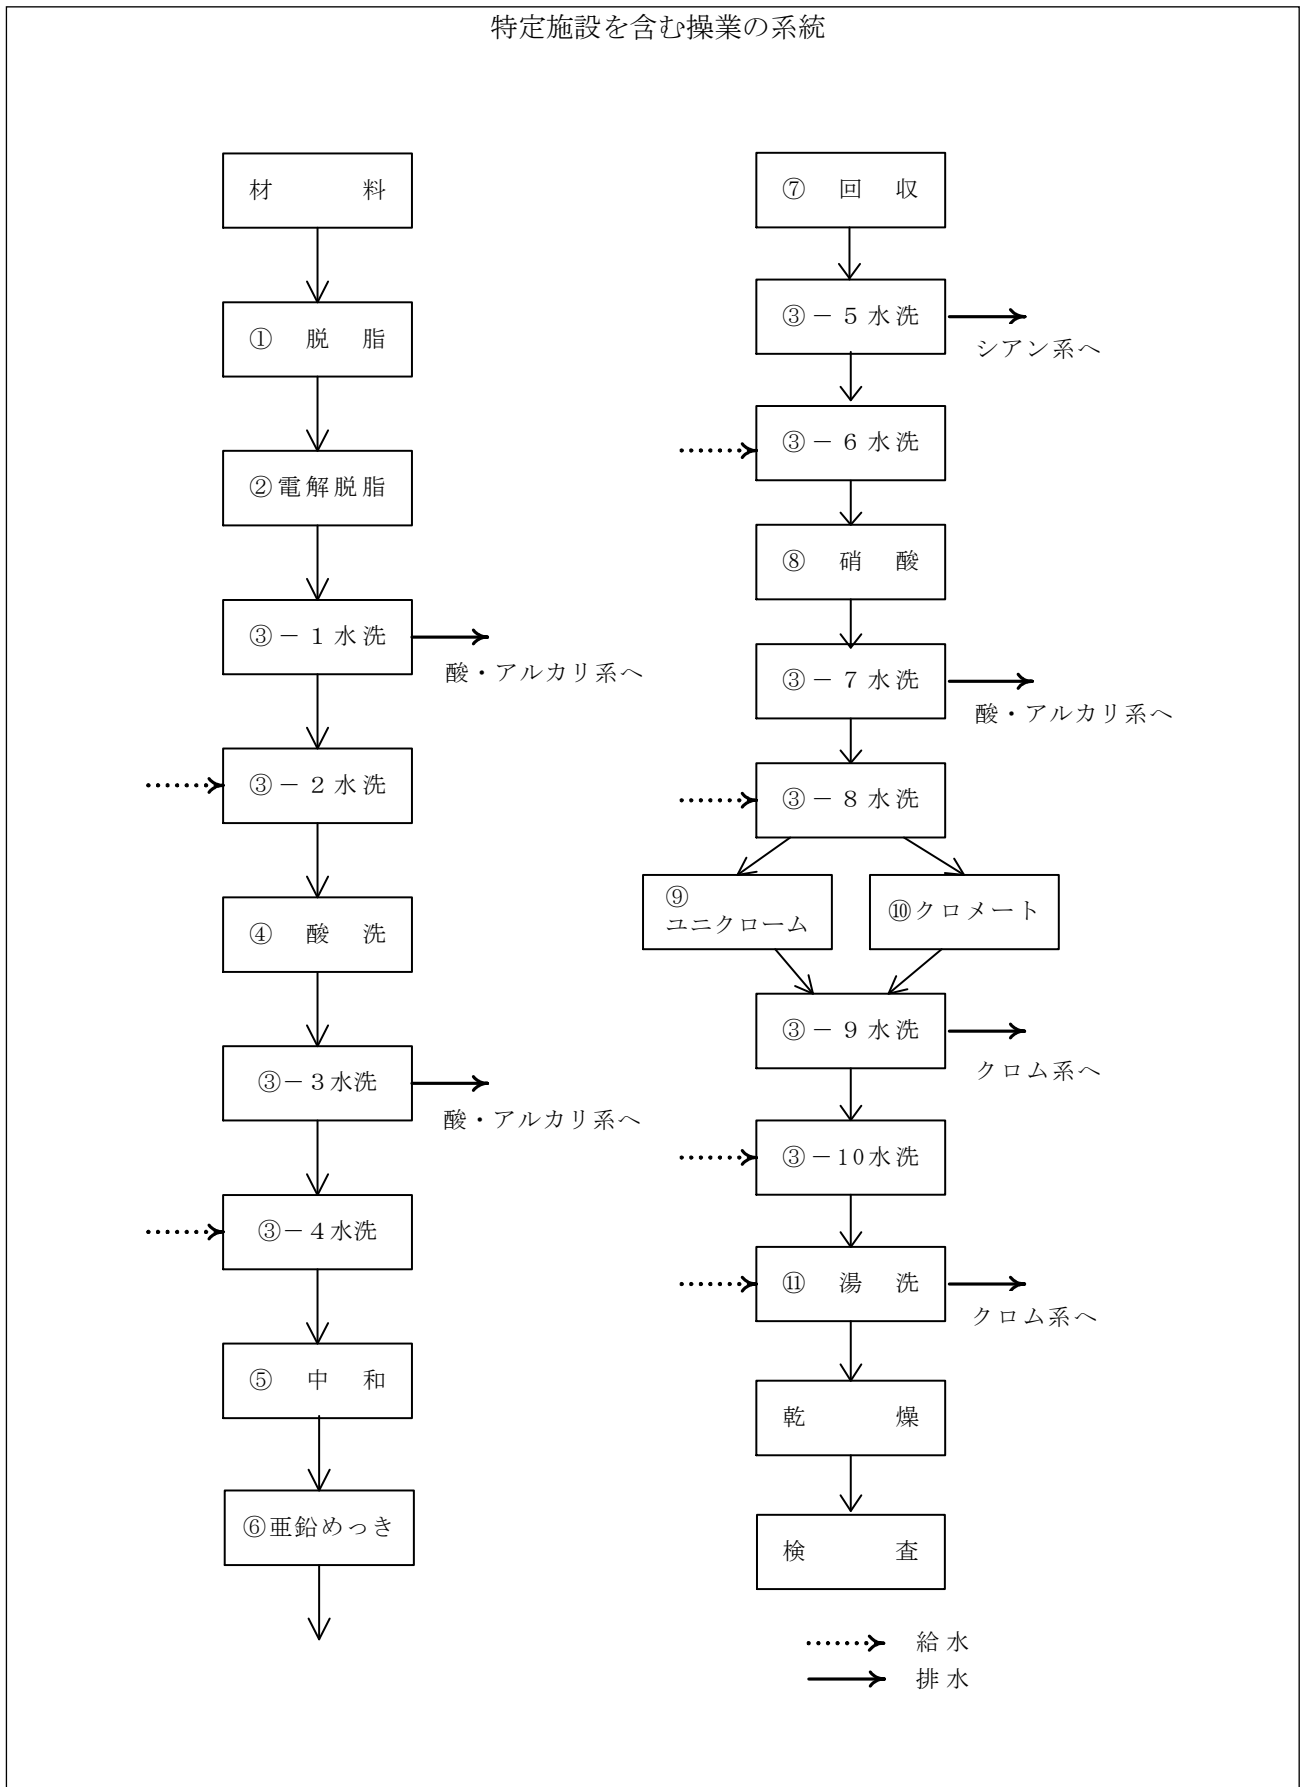 特定施設を含む操業の系統
材　料
①　脱　脂
②電解脱脂
③－１水洗
酸・アルカリ系へ
③－２水洗
④　酸　洗
③－３水洗
酸・アルカリ系へ
③－４水洗
⑤　中　和
⑥亜鉛めっき
⑦　回　収
③－５水洗
シアン系へ
③－６水洗
⑧　硝　酸
③－７水洗
酸・アルカリ系へ
③－８水洗
⑨
ユニクローム
⑩クロメート
③－９水洗
クロム系へ
③－10水洗
⑪　湯　洗
クロム系へ
乾　燥
検　査
給水
排水